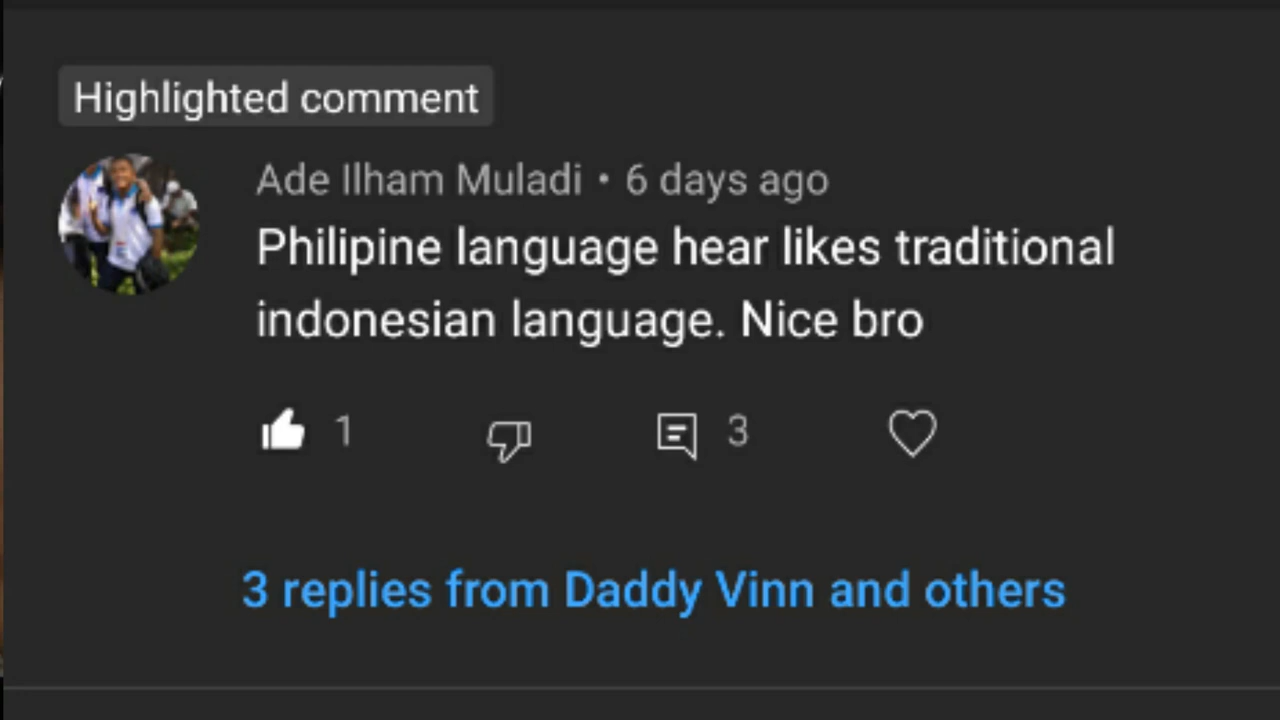 Highlighted comment
Ade Ilham Muladi • 6 days ago
Philipine language hear likes traditional
indonesian language. Nice bro
1 3
3 replies from Daddy Vinn and others